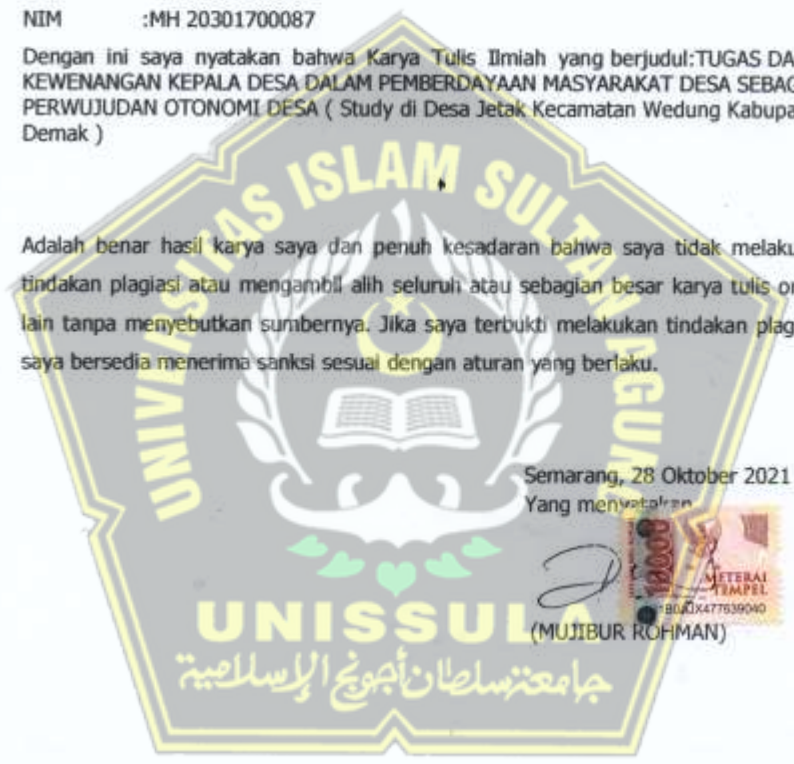 NIM :MH 20301700087
Dengan ini saya nyatakan bahwa Karya Tulis Ilmiah yang berjudul:TUGAS DA
KEWENANGAN KEPALA DESA DALAM PEMBERDAYAAN MASYARAKAT DESA SEBAG
PERWUJUDAN OTONOMI DESA ( Study di Desa Jetak Kecamatan Wedung Kabupa
Demak )
UNIVERSITAS ISLAM SULTAN AGUNG
Adalah benar hasil karya saya dan penuh kesadaran bahwa saya tidak melaku
tindakan plagiasi atau mengambil alih seluruh atau sebagian besar karya tulis or
lain tanpa menyebutkan sumbernya. Jika saya terbukti melakukan tindakan plag
saya bersedia menerima sanksi sesuai dengan aturan yang berlaku.
Semarang, 28 Oktober 2021
Yang menyatakan
10000
METERAI
TEMPEL
(MUJIBUR ROHMAN)
UNISSULA
جامعة سلطان أجونج الإسلامية